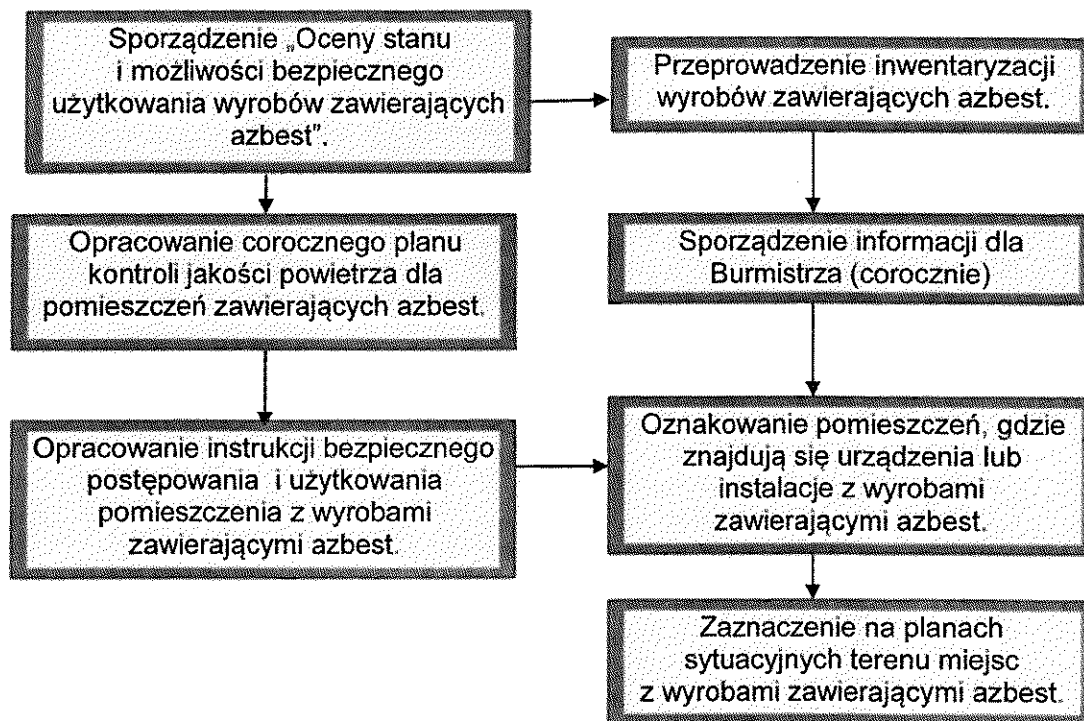 Sporządzenie „Oceny stanu
i możliwości bezpiecznego
użytkowania wyrobów zawierających
azbest”.
Przeprowadzenie inwentaryzacji
wyrobów zawierających azbest.
Opracowanie corocznego planu
kontroli jakości powietrza dla
pomieszczeń zawierających azbest.
Sporządzenie informacji dla
Burmistrza (corocznie)
Opracowanie instrukcji bezpiecznego
postępowania i użytkowania
pomieszczenia z wyrobami
zawierającymi azbest.
Oznakowanie pomieszczeń, gdzie
znajdują się urządzenia lub
instalacje z wyrobami
zawierającymi azbest.
Zaznaczenie na planach
sytuacyjnych terenu miejsc
z wyrobami zawierającymi azbest.